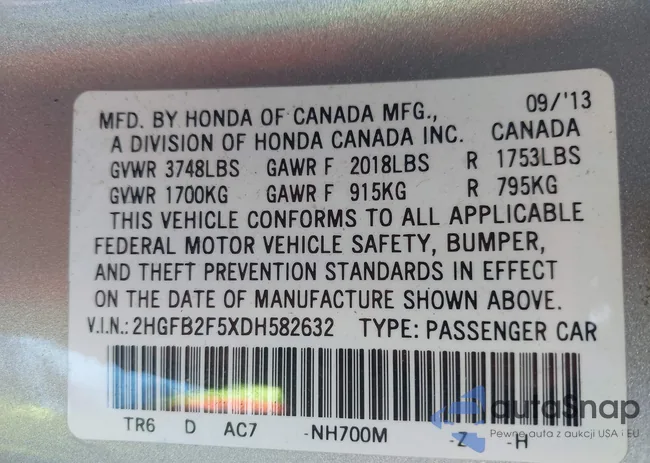 MFD. BY HONDA OF CANADA MFG., 09/'13
A DIVISION OF HONDA CANADA INC. CANADA
GVWR 3748LBS GAWR F 2018LBS R 1753LBS
GVWR 1700KG GAWR F 915KG R 795KG
THIS VEHICLE CONFORMS TO ALL APPLICABLE
FEDERAL MOTOR VEHICLE SAFETY, BUMPER,
AND THEFT PREVENTION STANDARDS IN EFFECT
ON THE DATE OF MANUFACTURE SHOWN ABOVE.
V.I.N.: 2HGFB2F5XDH582632 TYPE: PASSENGER CAR
TR6 D AC7 -NH700M -Z -H
autoSnap
Pewne auta z aukcji USA i EU